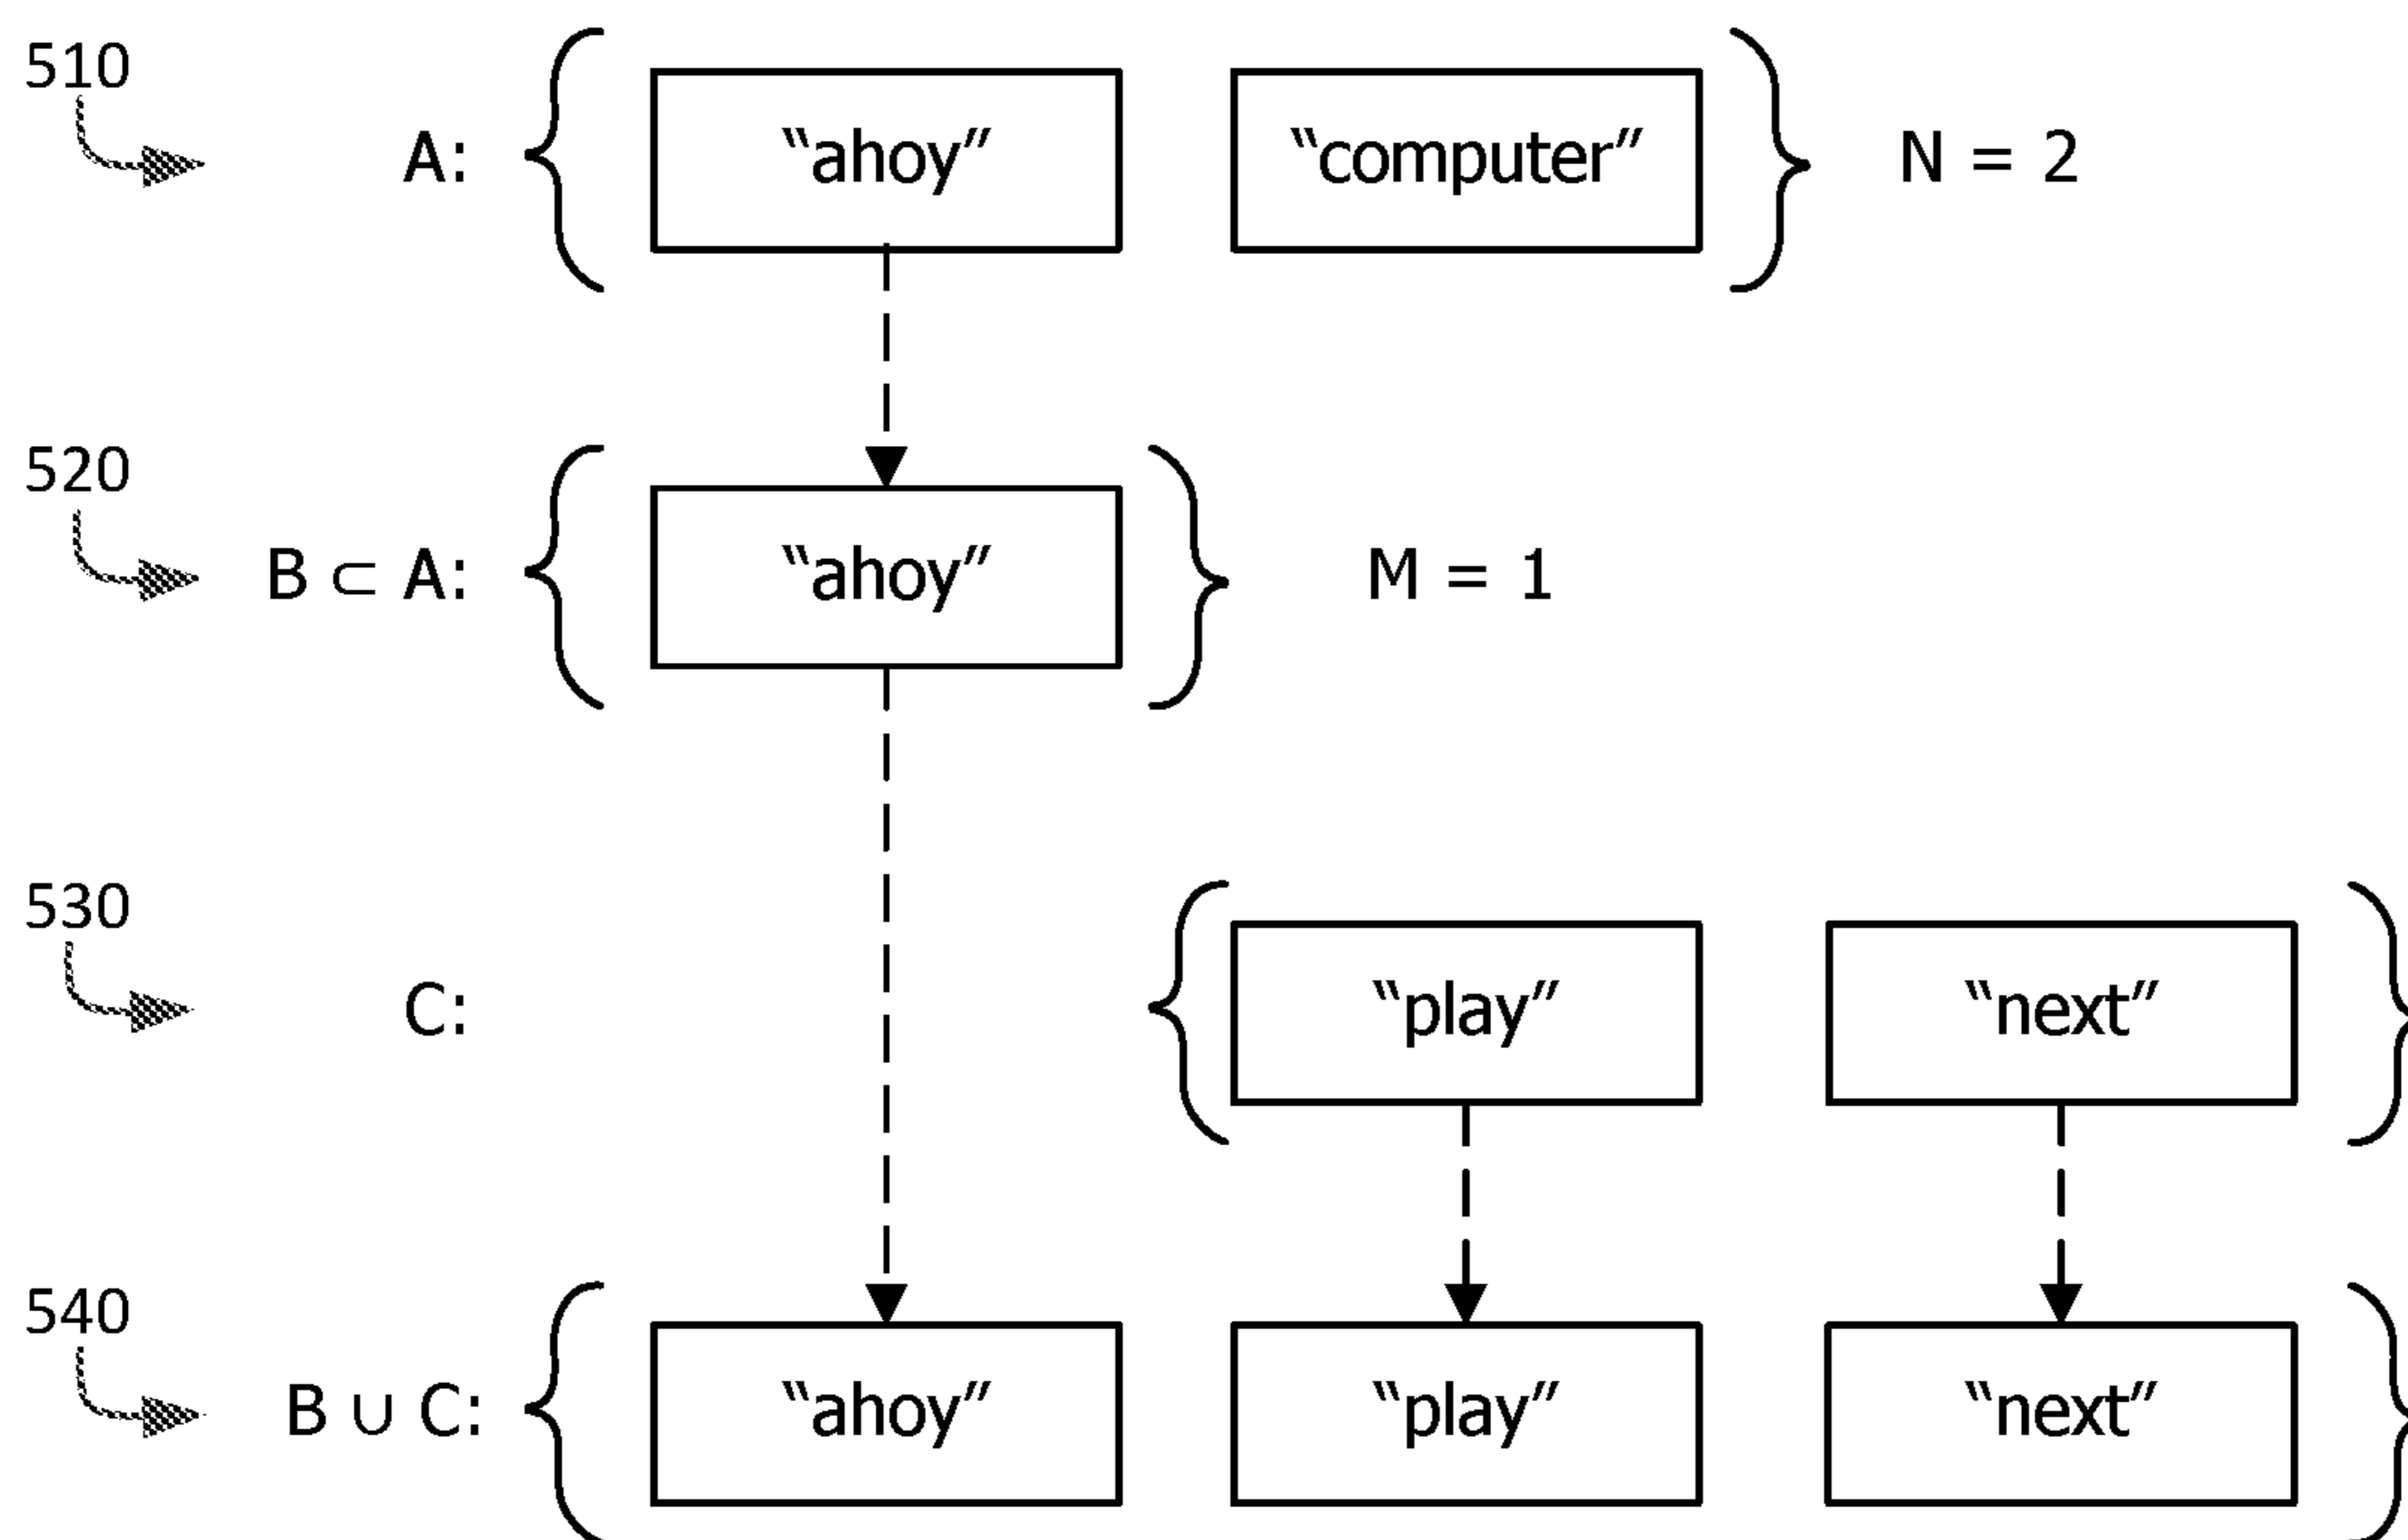 510
A: “ahoy” “computer” N = 2
520
B ⊂ A: “ahoy” M = 1
530
C: “play” “next”
540
B ∪ C: “ahoy” “play” “next”